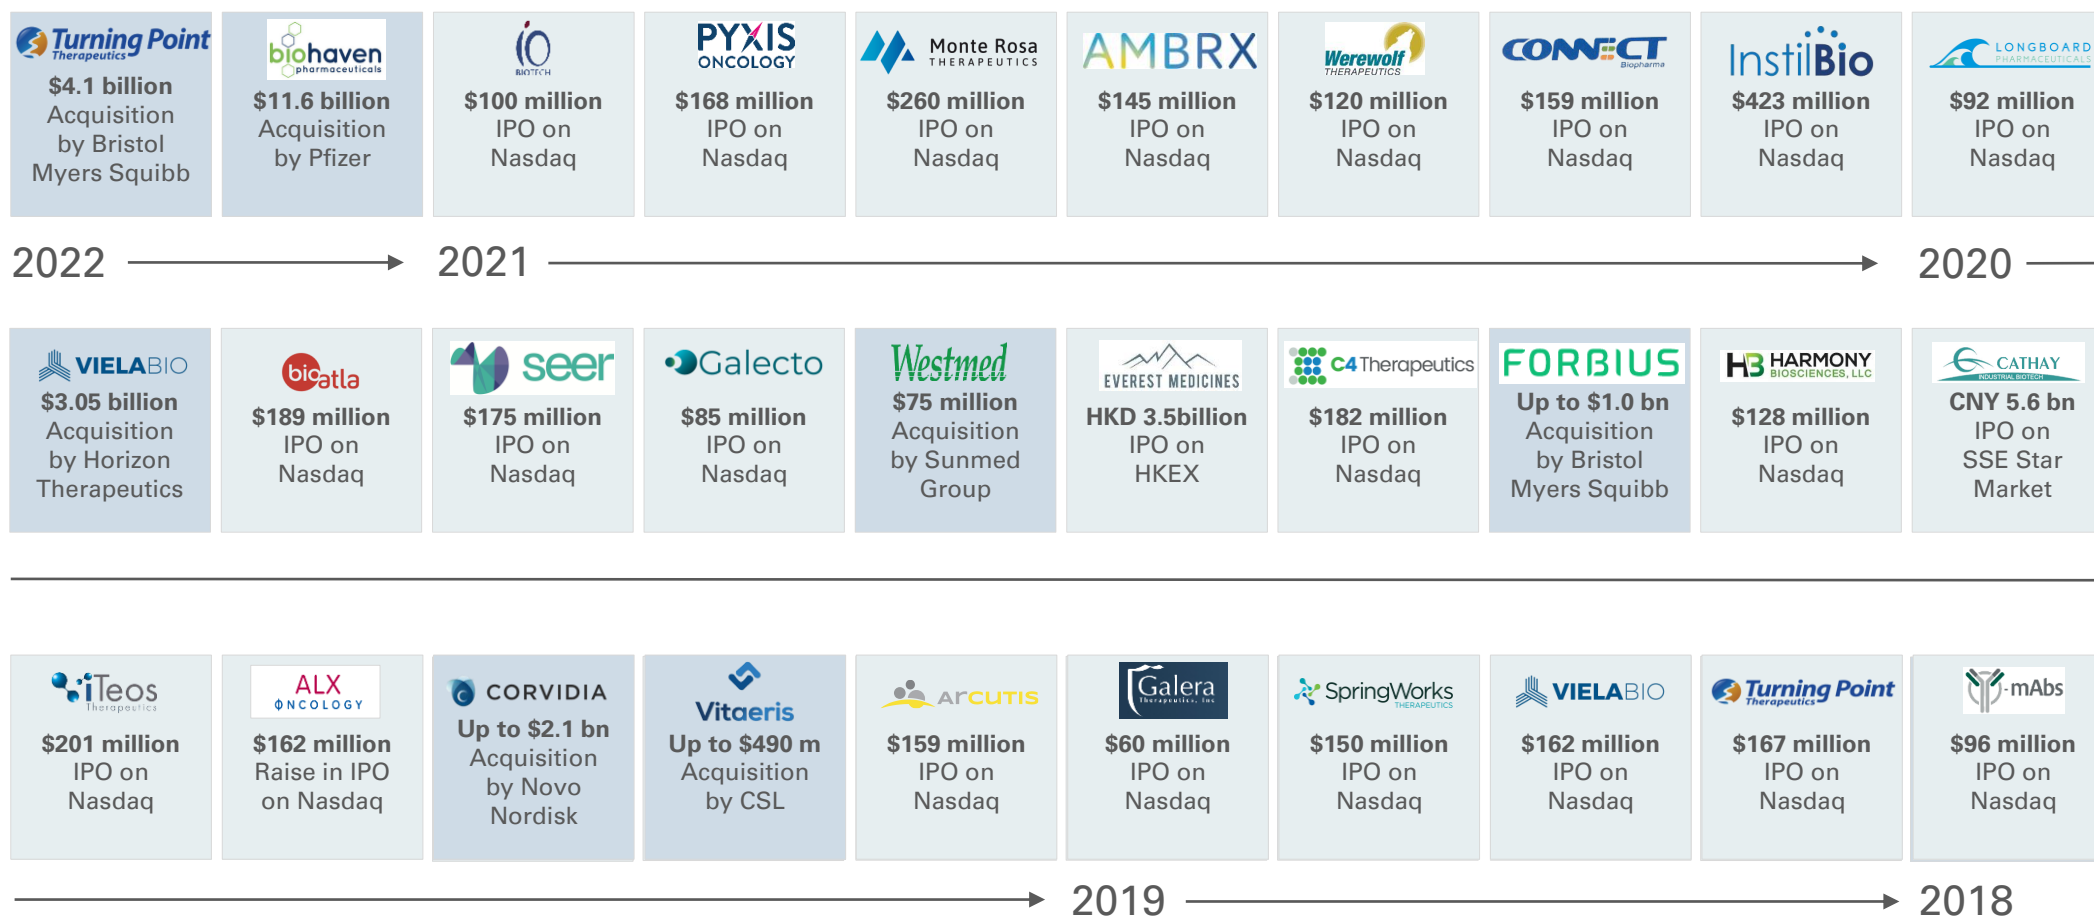 Turning Point
Therapeutics
$4.1 billion
Acquisition
by Bristol
Myers Squibb
biohaven
pharmaceuticals
$11.6 billion
Acquisition
by Pfizer
iO
BIOTECH
$100 million
IPO on
Nasdaq
PYXIS
ONCOLOGY
$168 million
IPO on
Nasdaq
Monte Rosa
THERAPEUTICS
$260 million
IPO on
Nasdaq
AMBRX
$145 million
IPO on
Nasdaq
Werewolf
THERAPEUTICS
$120 million
IPO on
Nasdaq
CONNECT
Biopharma
$159 million
IPO on
Nasdaq
InstilBio
$423 million
IPO on
Nasdaq
LONGBOARD
PHARMACEUTICALS
$92 million
IPO on
Nasdaq
2022
2021
2020
VIELABIO
$3.05 billion
Acquisition
by Horizon
Therapeutics
bioatla
$189 million
IPO on
Nasdaq
seer
$175 million
IPO on
Nasdaq
Galecto
$85 million
IPO on
Nasdaq
Westmed
$75 million
Acquisition
by Sunmed
Group
EVEREST MEDICINES
HKD 3.5billion
IPO on
HKEX
C4 Therapeutics
$182 million
IPO on
Nasdaq
FORBIUS
Up to $1.0 bn
Acquisition
by Bristol
Myers Squibb
HB HARMONY
BIOSCIENCES, LLC
$128 million
IPO on
Nasdaq
CATHAY
INDUSTRIAL BIOTECH
CNY 5.6 bn
IPO on
SSE Star
Market
iTeos
Therapeutics
$201 million
IPO on
Nasdaq
ALX
ONCOLOGY
$162 million
Raise in IPO
on Nasdaq
CORVIDIA
Up to $2.1 bn
Acquisition
by Novo
Nordisk
Vitaeris
Up to $490 m
Acquisition
by CSL
Arcutis
$159 million
IPO on
Nasdaq
Galera
Therapeutics, Inc
$60 million
IPO on
Nasdaq
SpringWorks
THERAPEUTICS
$150 million
IPO on
Nasdaq
VIELABIO
$162 million
IPO on
Nasdaq
Turning Point
Therapeutics
$167 million
IPO on
Nasdaq
Y-mAbs
$96 million
IPO on
Nasdaq
2019
2018